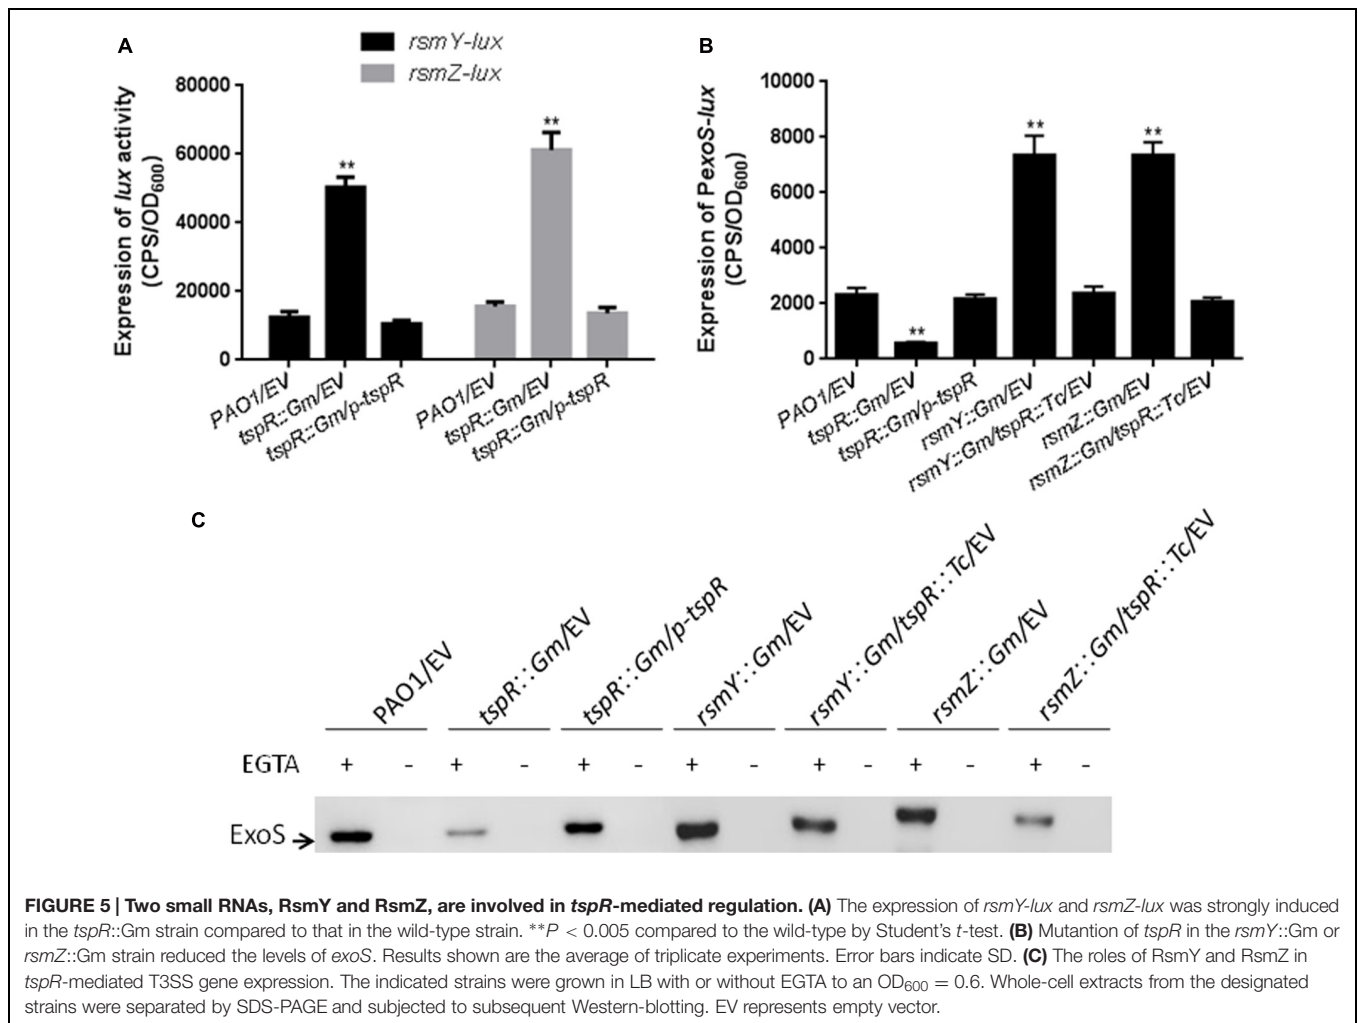 A
rsmY-lux
rsmZ-lux
Expression of lux activity
(CPS/OD600)
80000
60000
40000
20000
0
**
**
PAO1/EV
tspR::Gm/EV
tspR::Gm/p-tspR
PAO1/EV
tspR::Gm/EV
tspR::Gm/p-tspR
B
Expression of PexoS-lux
(CPS/OD600)
10000
8000
6000
4000
2000
0
**
**
**
PAO1/EV
tspR::Gm/EV
tspR::Gm/p-tspR
rsmY::Gm/EV
rsmY::Gm/tspR::Tc/EV
rsmZ::Gm/EV
rsmZ::Gm/tspR::Tc/EV
C
PAO1/EV
tspR::Gm/EV
tspR::Gm/p-tspR
rsmY::Gm/EV
rsmY::Gm/tspR::Tc/EV
rsmZ::Gm/EV
rsmZ::Gm/tspR::Tc/EV
EGTA + - + - + - + - + - + - + -
ExoS
FIGURE 5 | Two small RNAs, RsmY and RsmZ, are involved in tspR-mediated regulation. (A) The expression of rsmY-lux and rsmZ-lux was strongly induced
in the tspR::Gm strain compared to that in the wild-type strain. **P < 0.005 compared to the wild-type by Student's t-test. (B) Mutantion of tspR in the rsmY::Gm or
rsmZ::Gm strain reduced the levels of exoS. Results shown are the average of triplicate experiments. Error bars indicate SD. (C) The roles of RsmY and RsmZ in
tspR-mediated T3SS gene expression. The indicated strains were grown in LB with or without EGTA to an OD600 = 0.6. Whole-cell extracts from the designated
strains were separated by SDS-PAGE and subjected to subsequent Western-blotting. EV represents empty vector.